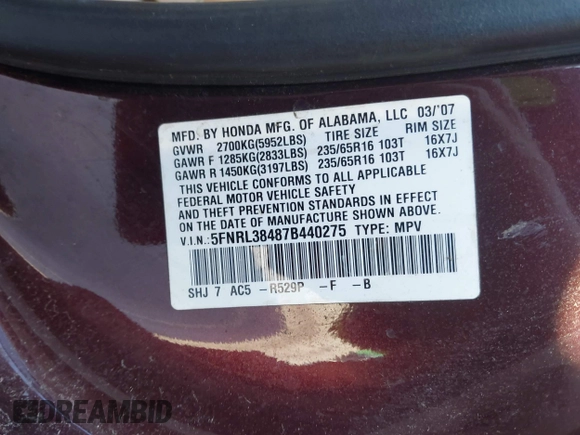 MFD. BY HONDA MFG. OF ALABAMA, LLC 03/'07
GVWR 2700KG(5952LBS) TIRE SIZE RIM SIZE
GAWR F 1285KG(2833LBS) 235/65R16 103T 16X7J
GAWR R 1450KG(3197LBS) 235/65R16 103T 16X7J
THIS VEHICLE CONFORMS TO ALL APPLICABLE
FEDERAL MOTOR VEHICLE SAFETY
AND THEFT PREVENTION STANDARDS IN EFFECT
ON THE DATE OF MANUFACTURE SHOWN ABOVE.
V.I.N.:5FNRL38487B440275 TYPE: MPV
SHJ 7 AC5 -R529P -F -B
DREAMBID